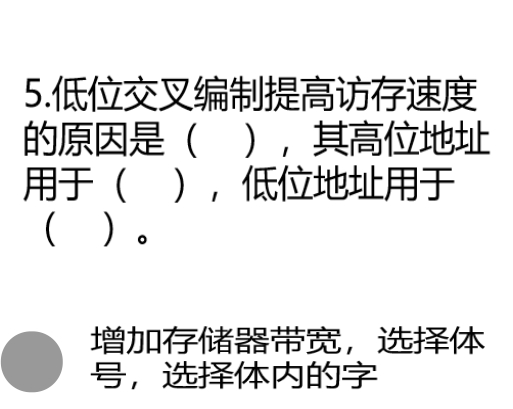 5.低位交叉编制提高访存速度
的原因是（　），其高位地址
用于（　），低位地址用于
（　）。
增加存储器带宽，选择体
号，选择体内的字